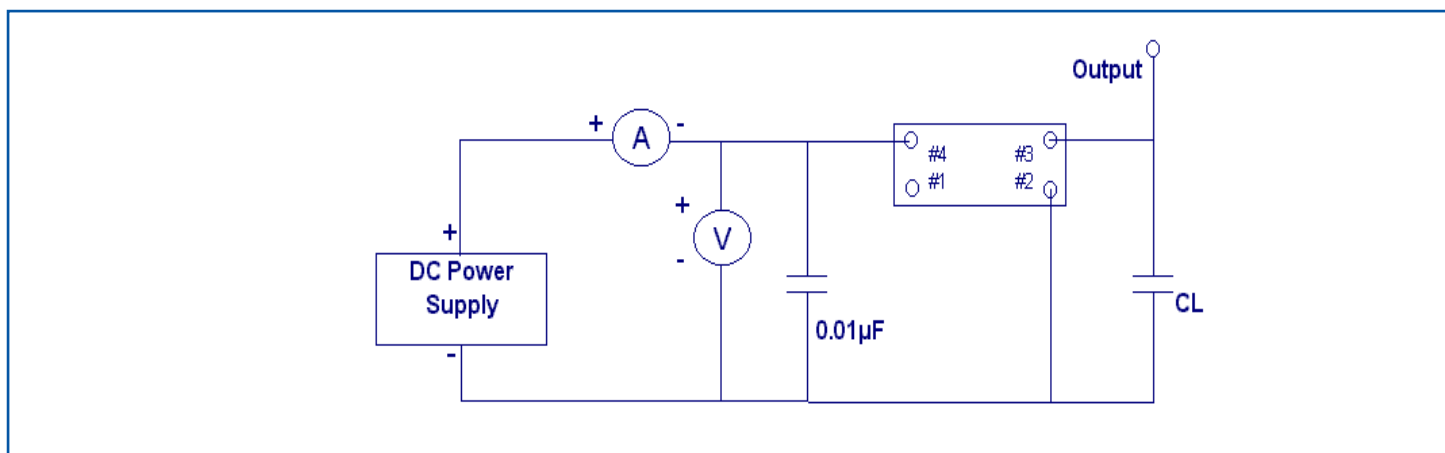 Output
+
A
-
#4
#3
#1
#2
+
V
-
+
DC Power
Supply
-
0.01µF
CL